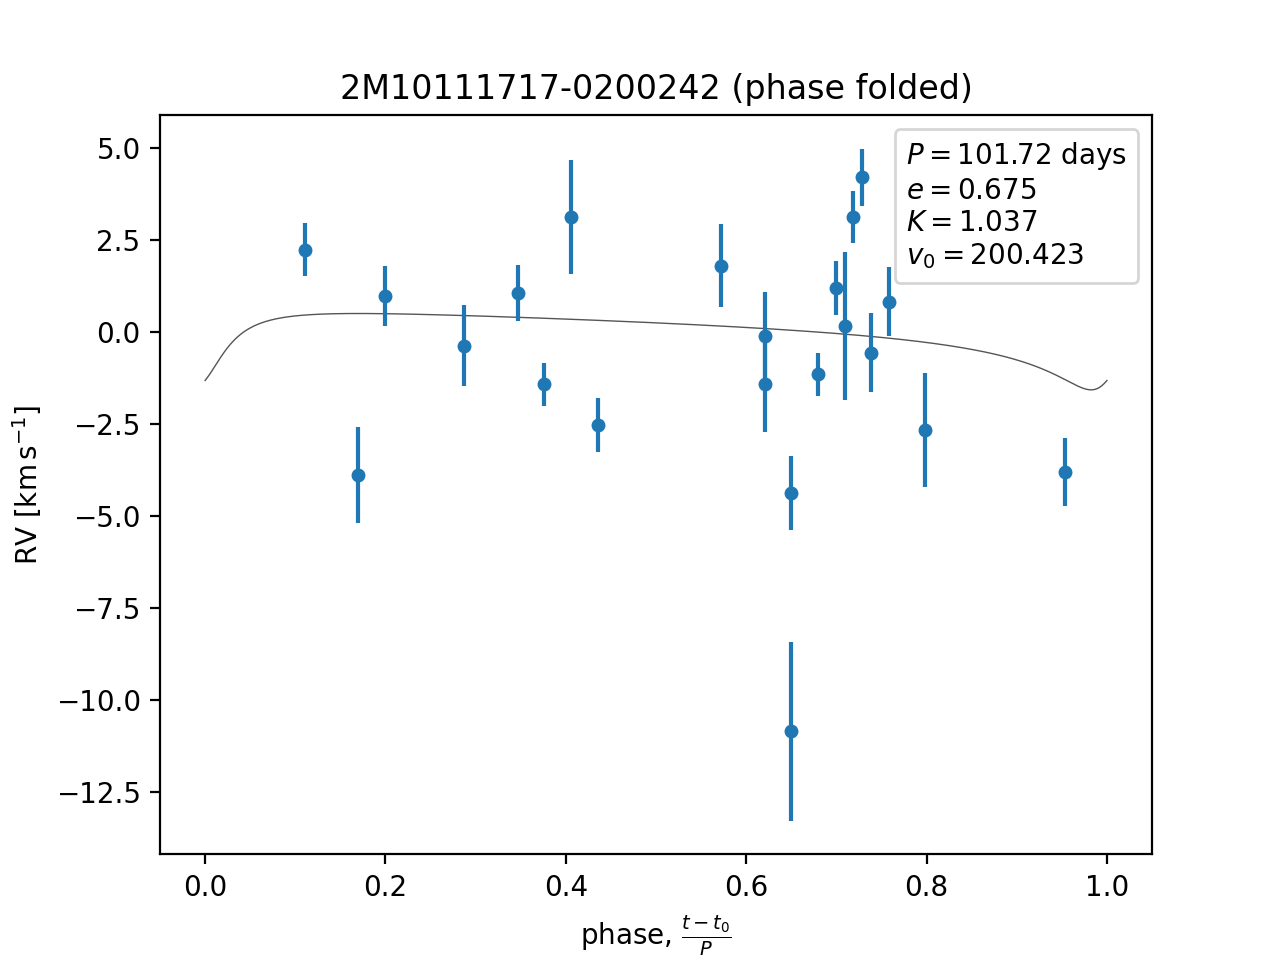 2M10111717-0200242 (phase folded)
P = 101.72 days
e = 0.675
K = 1.037
v₀ = 200.423
5.0
2.5
0.0
−2.5
−5.0
−7.5
−10.0
−12.5
RV [km s⁻¹]
0.0 0.2 0.4 0.6 0.8 1.0
phase, (t − t₀)/P